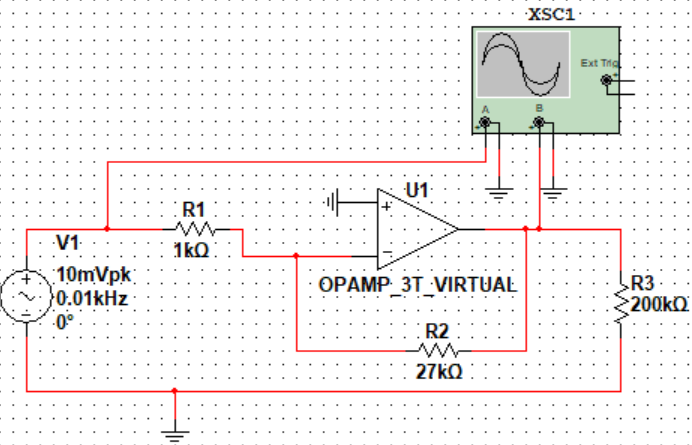 XSC1
Ext Trig
+
A
B
+
-
+
-
U1
+
-
R1
1kΩ
V1
10mVpk
0.01kHz
0°
+
-
OPAMP_3T_VIRTUAL
R3
200kΩ
R2
27kΩ